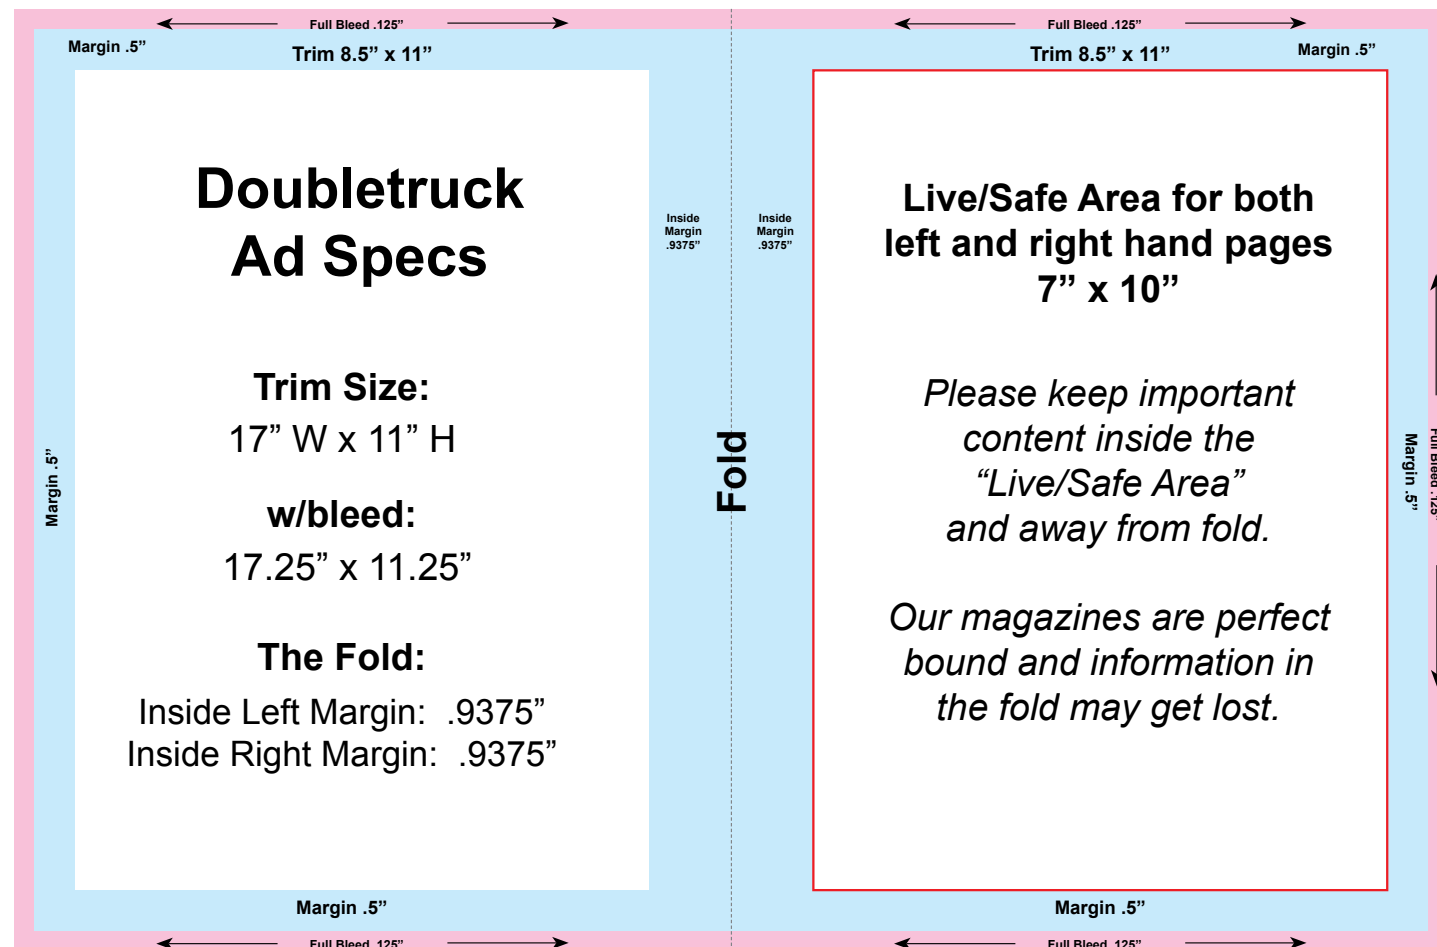 Full Bleed .125”
Full Bleed .125”
Margin .5”
Trim 8.5” x 11”
Trim 8.5” x 11”
Margin .5”
Doubletruck
Ad Specs
Trim Size:
17” W x 11” H
w/bleed:
17.25” x 11.25”
The Fold:
Inside Left Margin: .9375”
Inside Right Margin: .9375”
Margin .5”
Inside
Margin
.9375”
Fold
Inside
Margin
.9375”
Live/Safe Area for both
left and right hand pages
7” x 10”
Please keep important
content inside the
“Live/Safe Area”
and away from fold.
Our magazines are perfect
bound and information in
the fold may get lost.
Margin .5”
Full Bleed .125”
Margin .5”
Margin .5”
Full Bleed .125”
Full Bleed .125”